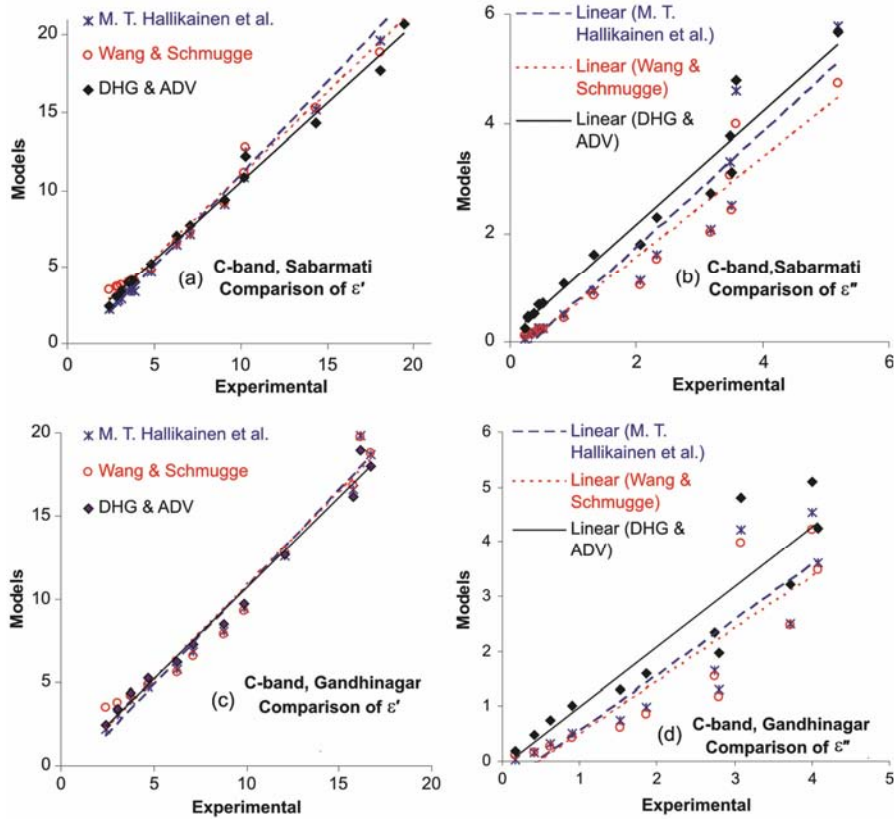 M. T. Hallikainen et al.
Wang & Schmugge
DHG & ADV
Models
20
15
10
5
0
(a)
C-band, Sabarmati
Comparison of ε′
0
5
10
15
20
Experimental
Linear (M. T.
Hallikainen et al.)
Linear (Wang &
Schmugge)
Linear (DHG &
ADV)
Models
6
4
2
0
(b)
C-band,Sabarmati
Comparison of ε″
0
2
4
6
Experimental
M. T. Hallikainen et al.
Wang & Schmugge
DHG & ADV
Models
20
15
10
5
0
(c)
C-band, Gandhinagar
Comparison of ε′
0
5
10
15
20
Experimental
Linear (M. T.
Hallikainen et al.)
Linear (Wang &
Schmugge)
Linear (DHG &
ADV)
Models
6
5
4
3
2
1
0
(d)
C-band, Gandhinagar
Comparison of ε″
0
1
2
3
4
5
Experimental